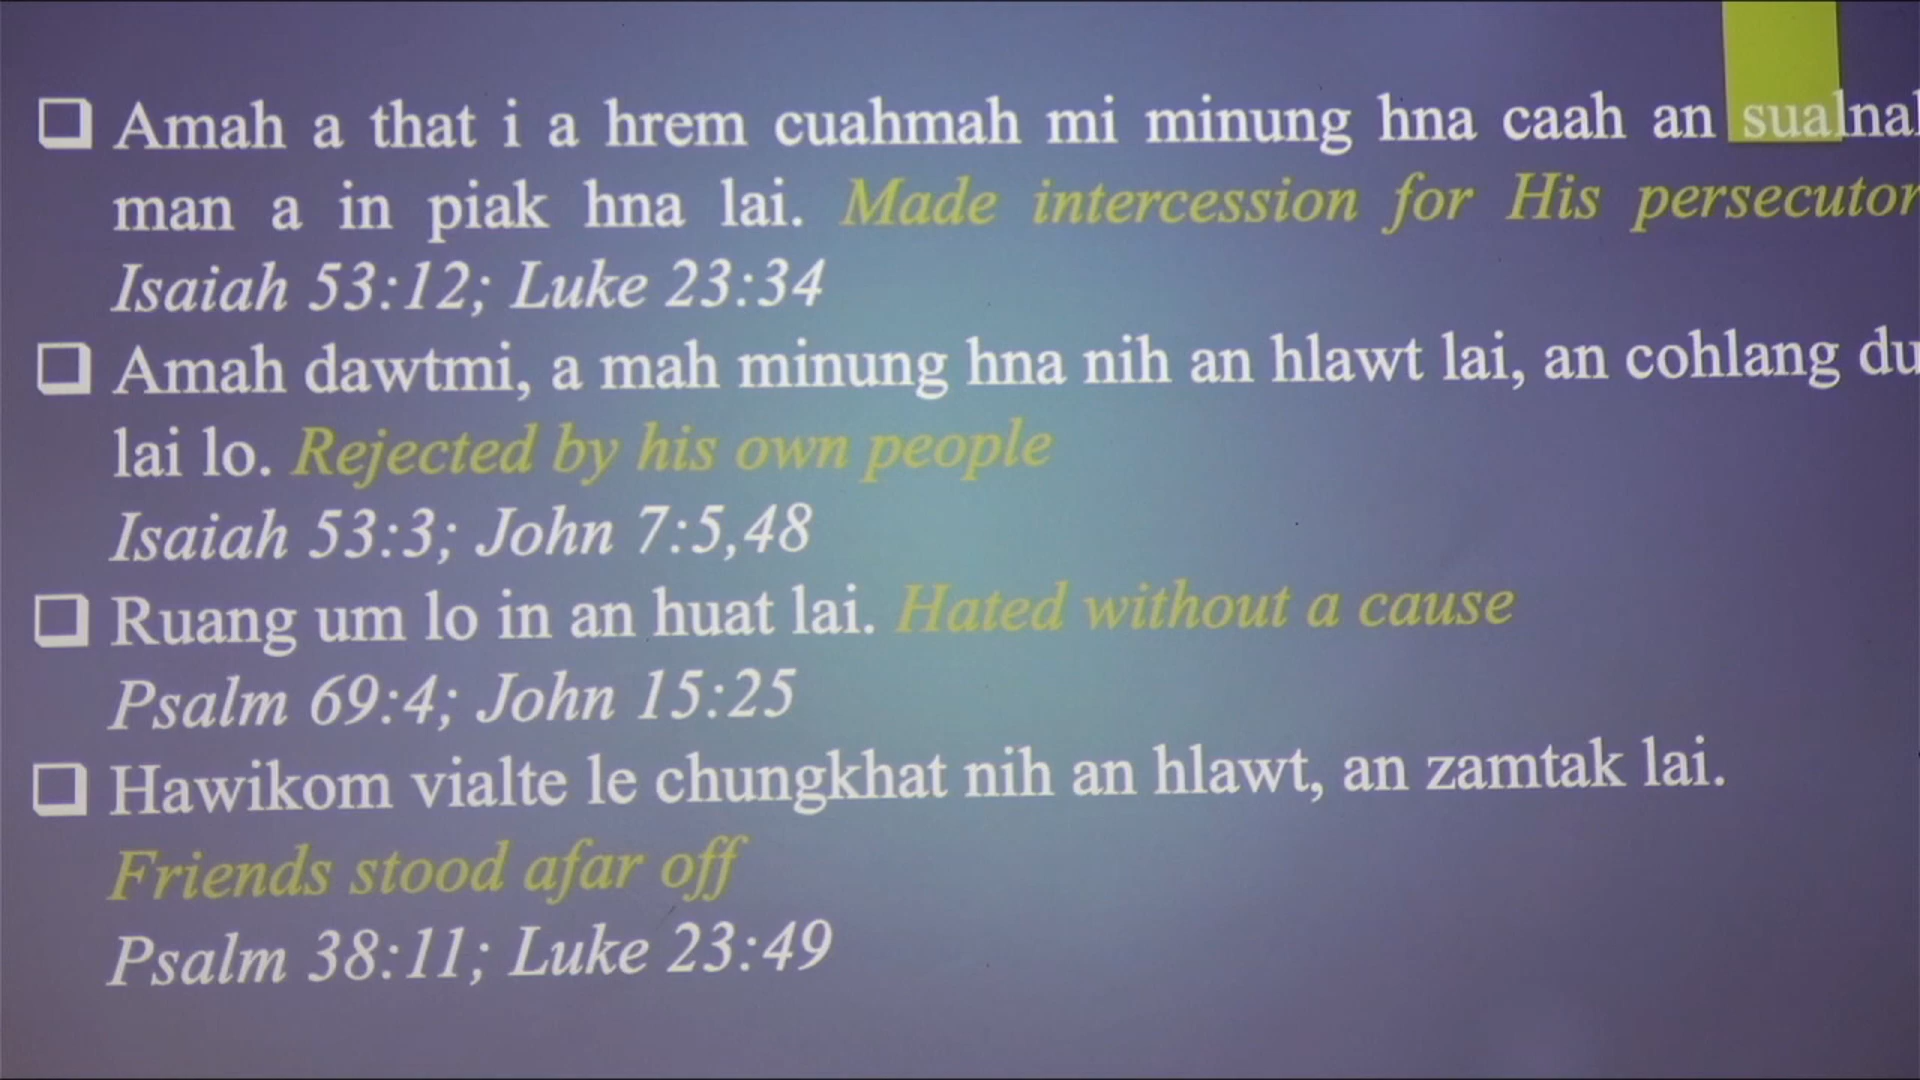 Amah a that i a hrem cuahmah mi minung hna caah an
man a in piak hna lai. Made intercession for His
Isaiah 53:12; Luke 23:34
Amah dawtmi, a mah minung hna nih an hlawt lai, an cohlang
lai lo. Rejected by his own people
Isaiah 53:3; John 7:5,48
Ruang um lo in an huat lai. Hated without a cause
Psalm 69:4; John 15:25
Hawikom vialte le chungkhat nih an hlawt, an zamtak lai.
Friends stood afar off
Psalm 38:11; Luke 23:49